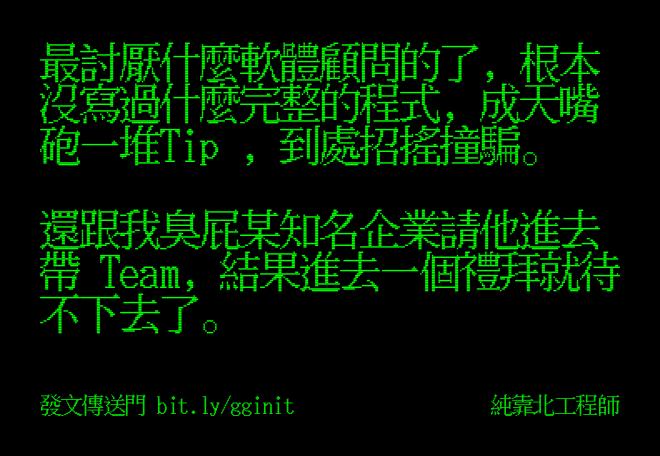 最討厭什麼軟體顧問的了, 根本
沒寫過什麼完整的程式, 成天嘴
砲一堆Tip , 到處招搖撞騙。
還跟我臭屁某知名企業請他進去
帶 Team, 結果進去一個禮拜就待
不下去了。
發文傳送門 bit.ly/gginit
純靠北工程師